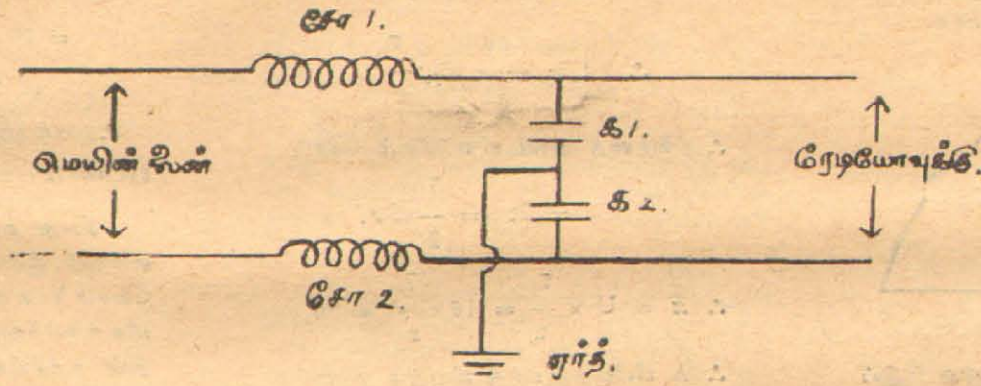 சோ 1.
க 1.
மெயின் லைன்
ரேடியோவுக்கு.
க 2.
சோ 2.
ஏர்த்.